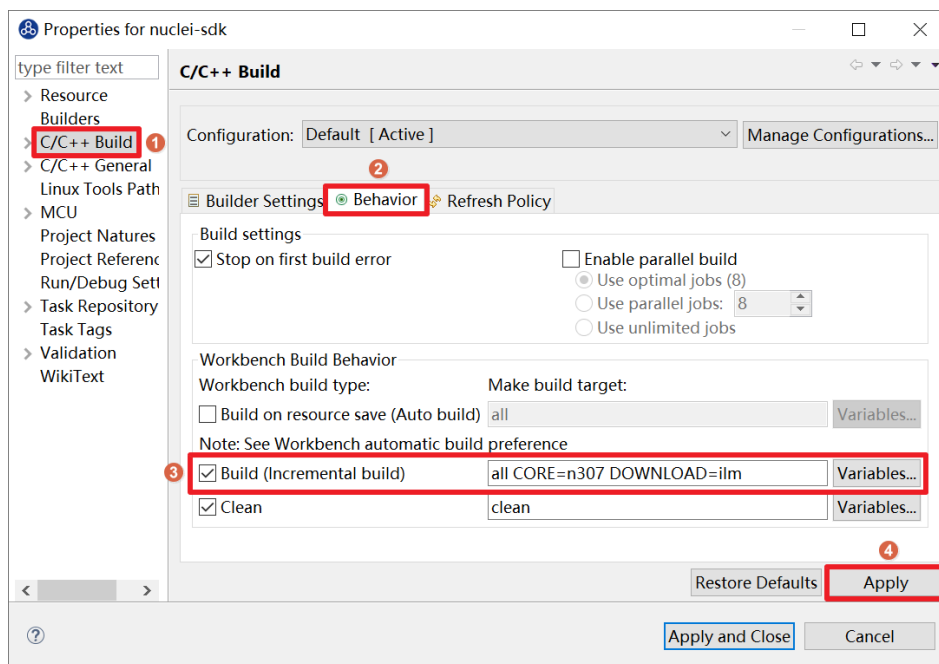 Properties for nuclei-sdk
type filter text
Resource
Builders
C/C++ Build
1
C/C++ General
Linux Tools Path
MCU
Project Natures
Project Referenc
Run/Debug Sett
Task Repository
Task Tags
Validation
WikiText
C/C++ Build
Configuration: Default [ Active ] Manage Configurations...
2
Builder Settings Behavior Refresh Policy
Build settings
Stop on first build error Enable parallel build
Use optimal jobs (8)
Use parallel jobs: 8
Use unlimited jobs
Workbench Build Behavior
Workbench build type: Make build target:
Build on resource save (Auto build) all Variables...
Note: See Workbench automatic build preference
3 Build (Incremental build) all CORE=n307 DOWNLOAD=ilm Variables...
Clean clean Variables...
4
Restore Defaults Apply
? Apply and Close Cancel